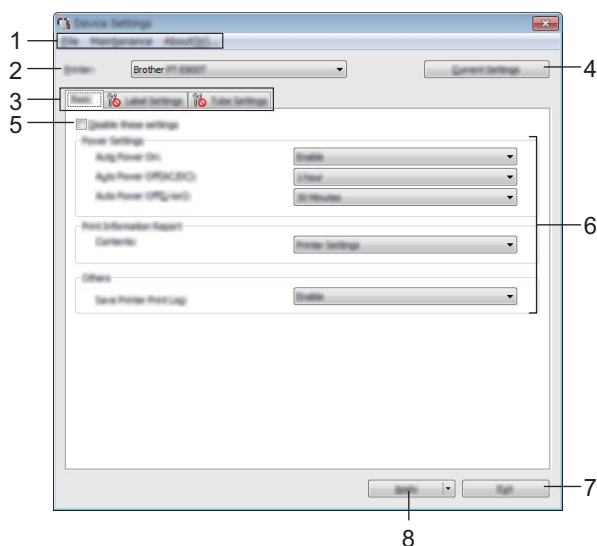 Device Settings
1 File Maintenance
2 Printer: Brother PT-E800T Current Settings 4
3 Label Settings Tube Settings
5 Disable these settings
Power Settings
Auto Power On: Enable
Auto Power Off(AC/DC): 1 hour
Auto Power Off(Li-ion): 30 Minutes
6
Print Information Report
Contents: Printer Settings
Others
Save Printer Print Log: Enable
Apply Exit 7
8